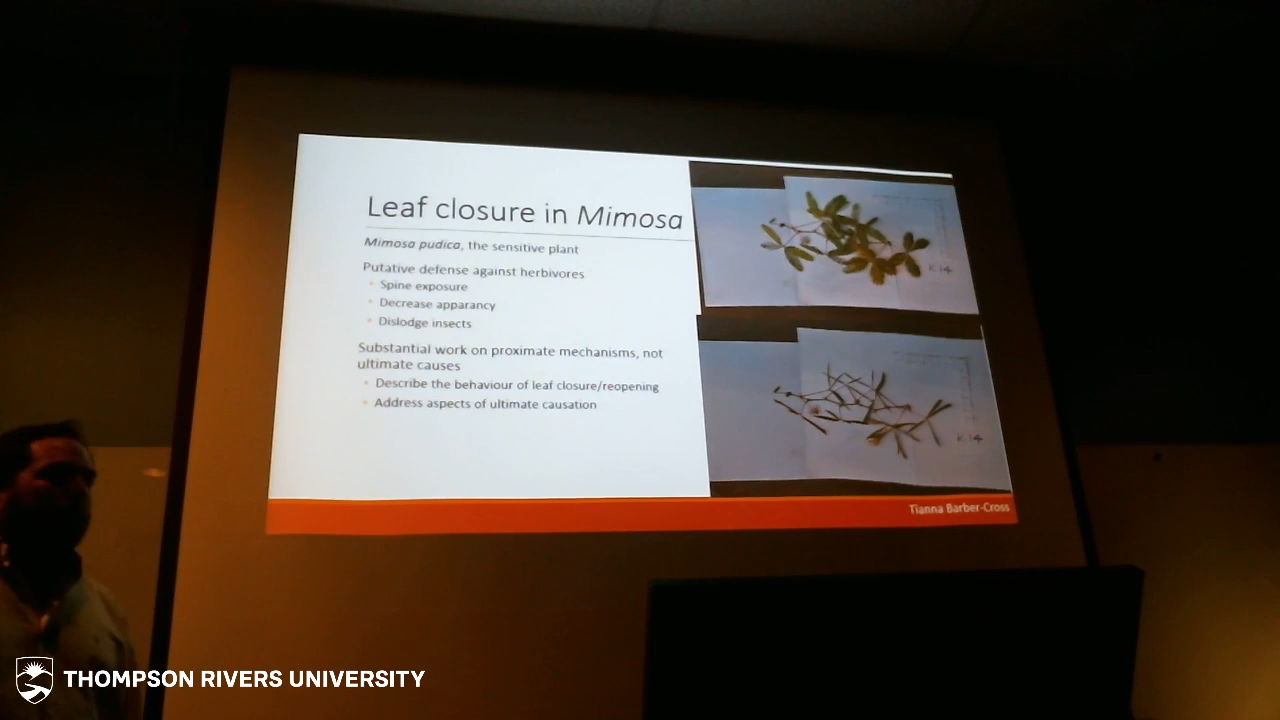 Leaf closure in Mimosa
Mimosa pudica, the sensitive plant
Putative defense against herbivores
Spine exposure
Decrease apparancy
Dislodge insects
Substantial work on proximate mechanisms, not
ultimate causes
Describe the behaviour of leaf closure/reopening
Address aspects of ultimate causation
K 14
K 14
Tianna Barber-Cross
THOMPSON RIVERS UNIVERSITY